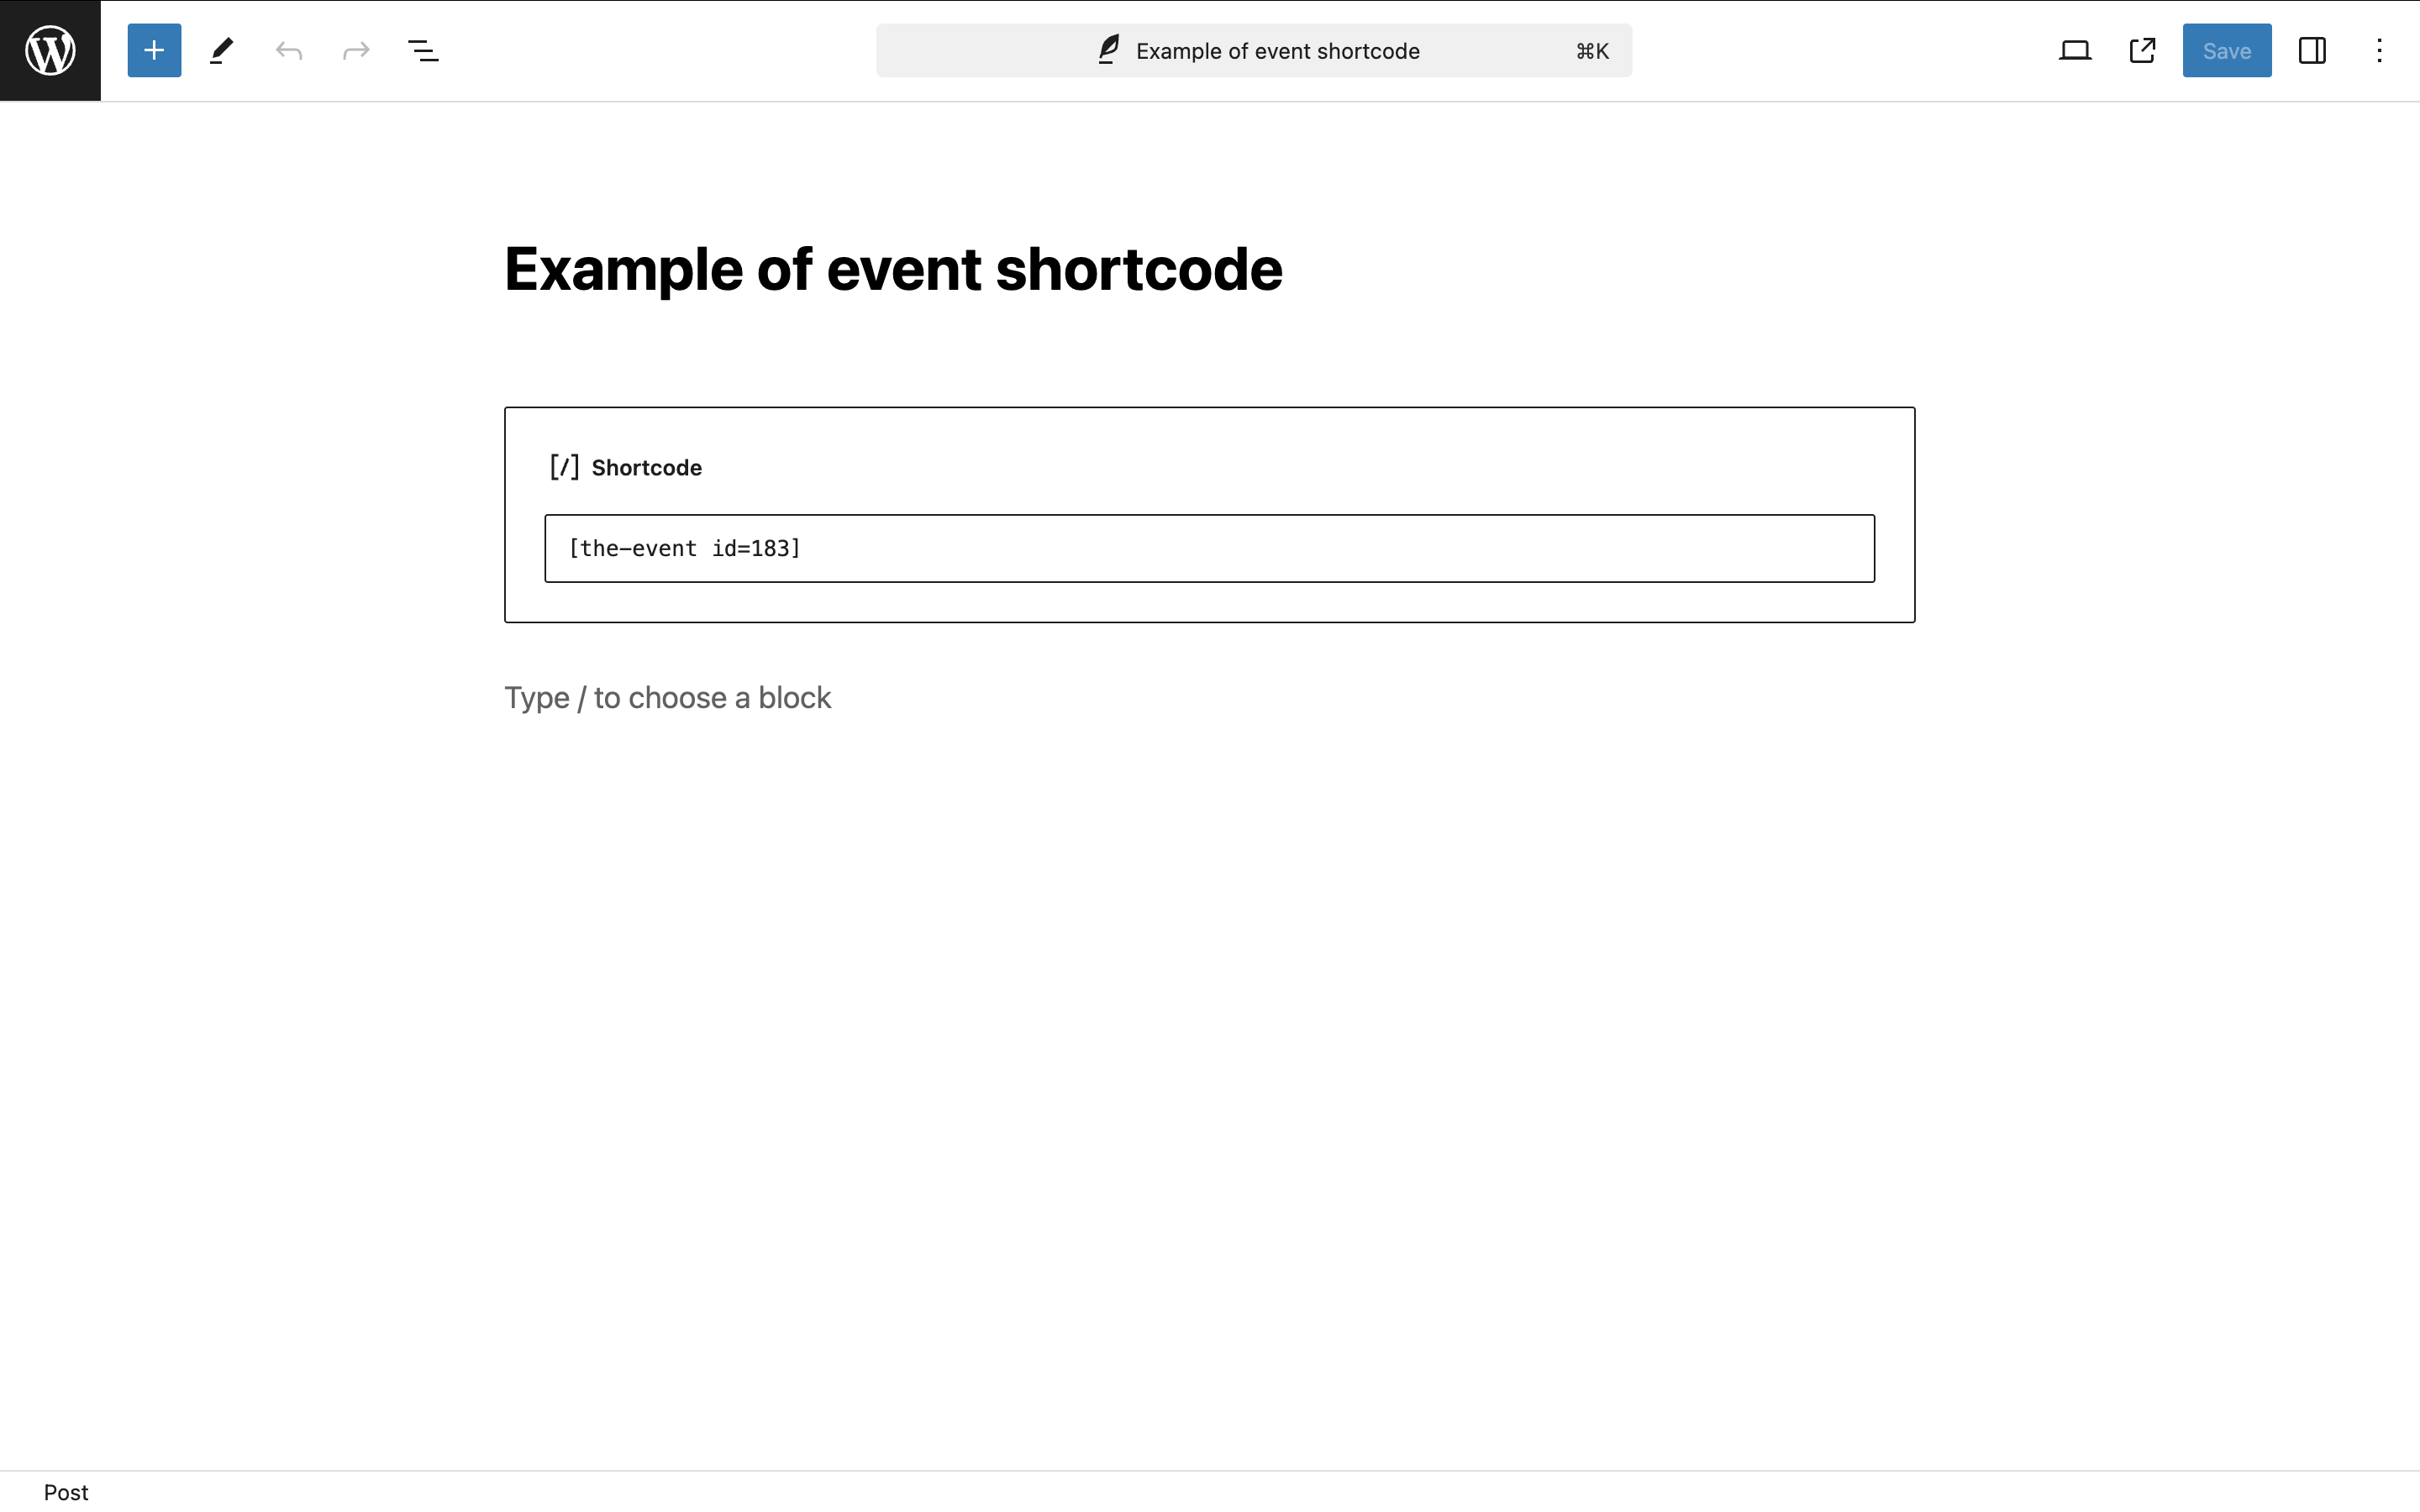 Example of event shortcode ⌘K
Save
Example of event shortcode
[/] Shortcode
[the-event id=183]
Type / to choose a block
Post